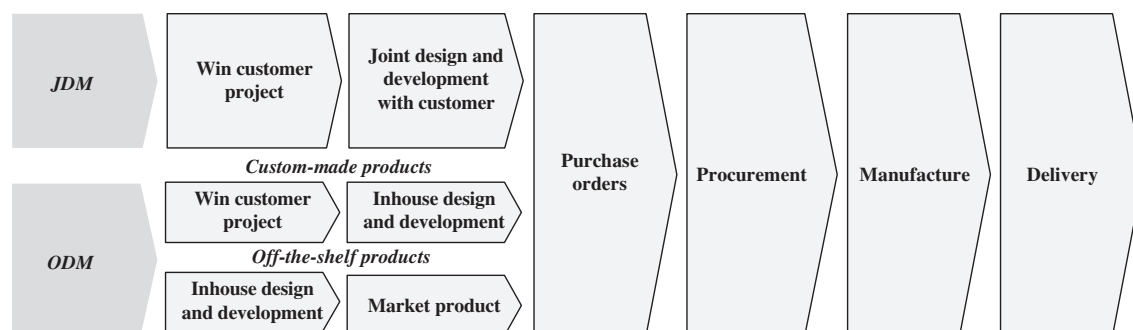 JDM
Win customer
project
Joint design and
development
with customer
Custom-made products
ODM
Win customer
project
Inhouse design
and development
Off-the-shelf products
Inhouse design
and development
Market product
Purchase
orders
Procurement
Manufacture
Delivery